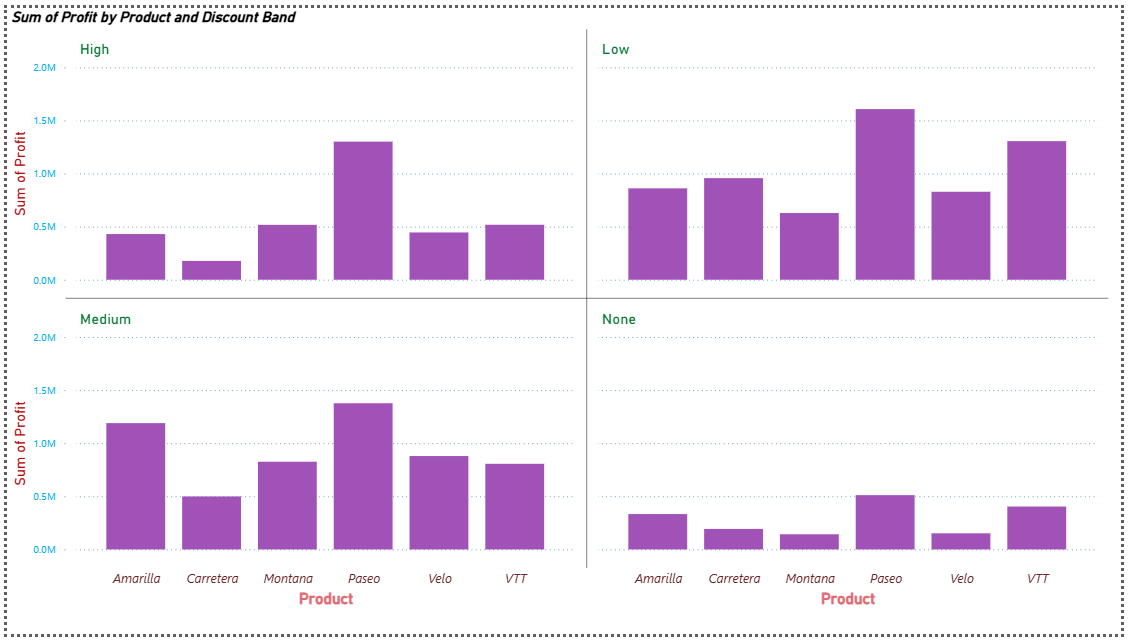 Sum of Profit by Product and Discount Band
High
Low
2.0M
1.5M
1.0M
0.5M
0.0M
Sum of Profit
Medium
None
2.0M
1.5M
1.0M
0.5M
0.0M
Sum of Profit
Amarilla Carretera Montana Paseo Velo VTT
Amarilla Carretera Montana Paseo Velo VTT
Product
Product